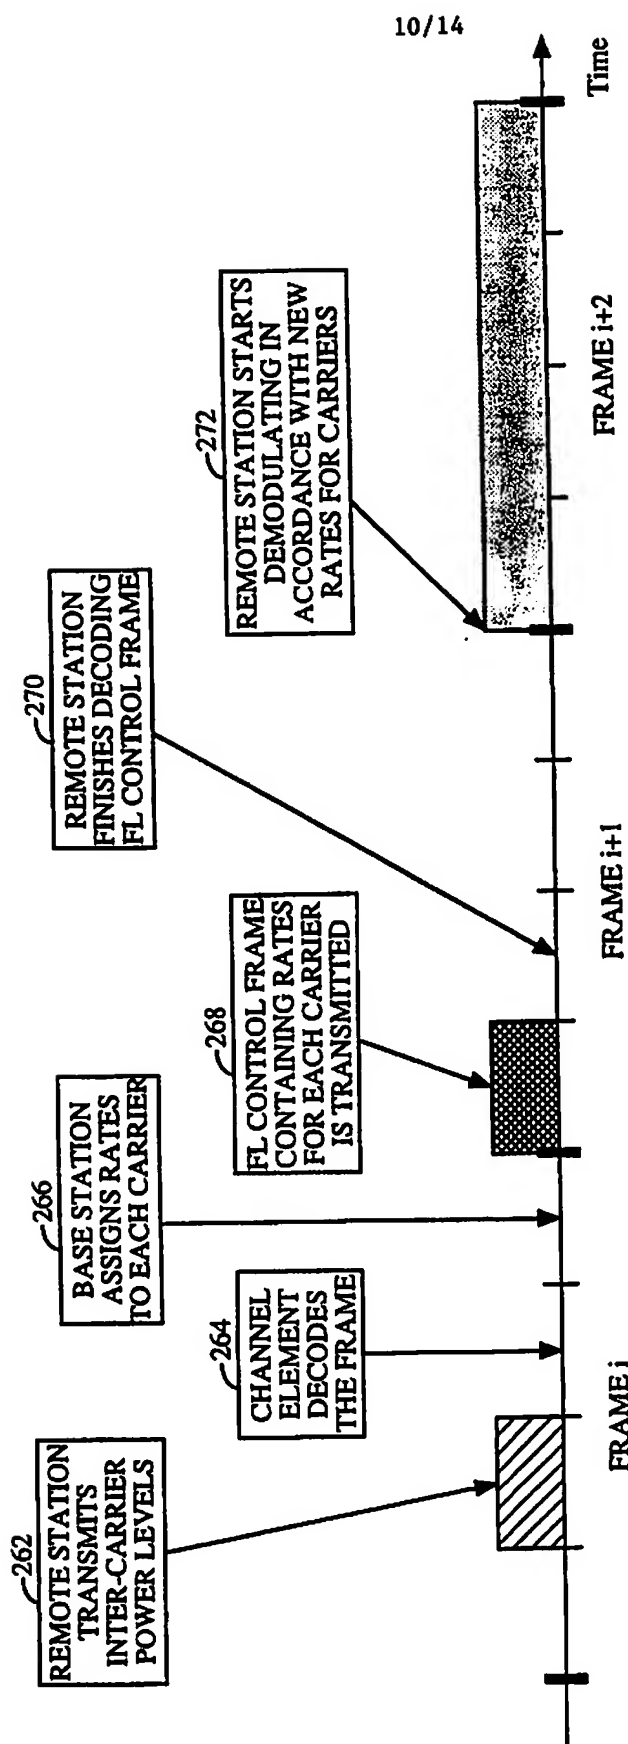 10/14
262
REMOTE STATION
TRANSMITS
INTER-CARRIER
POWER LEVELS
264
CHANNEL
ELEMENT
DECODES
THE FRAME
266
BASE STATION
ASSIGNS RATES
TO EACH CARRIER
268
FL CONTROL FRAME
CONTAINING RATES
FOR EACH CARRIER
IS TRANSMITTED
270
REMOTE STATION
FINISHES DECODING
FL CONTROL FRAME
272
REMOTE STATION STARTS
DEMODULATING IN
ACCORDANCE WITH NEW
RATES FOR CARRIERS
FRAME i
FRAME i+1
FRAME i+2
Time